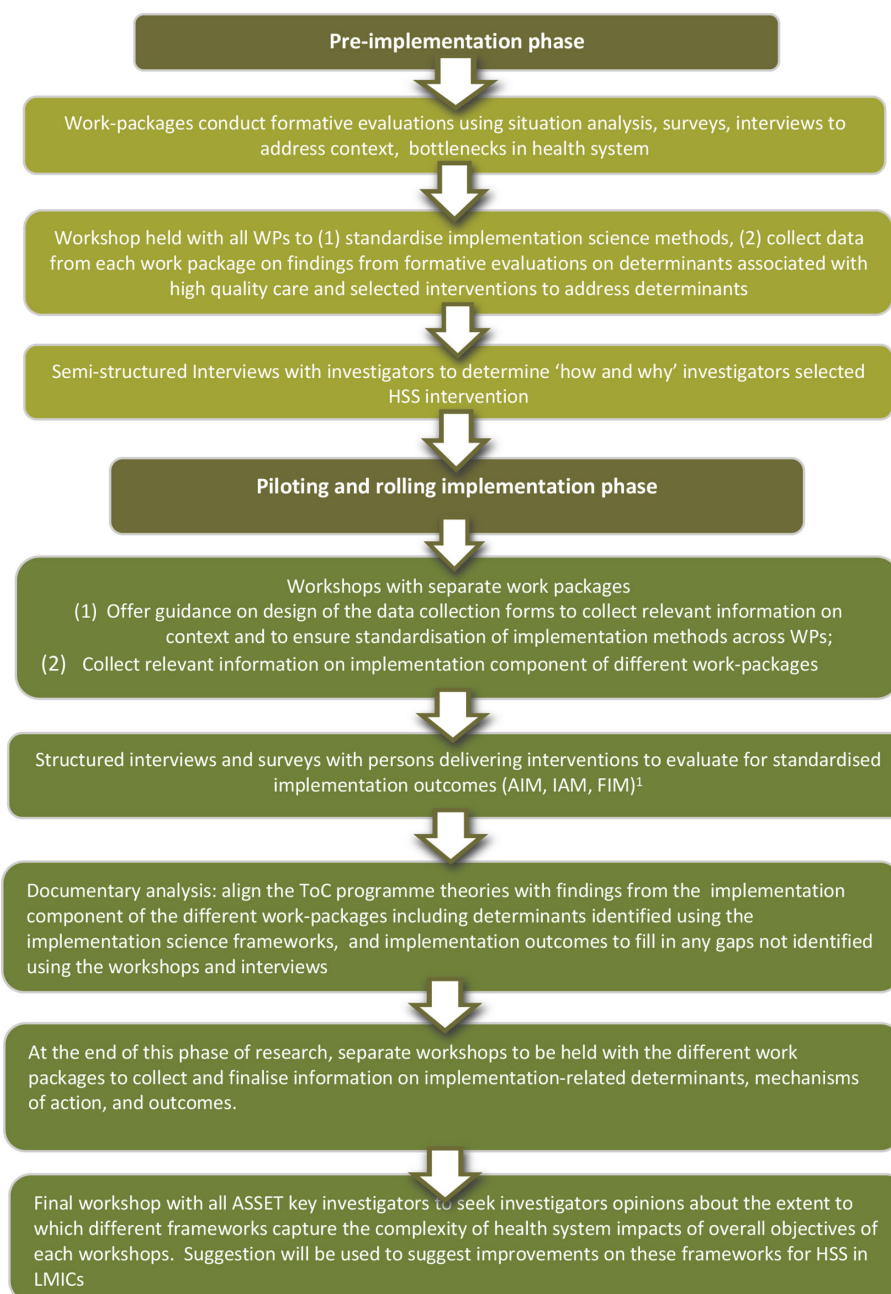 Pre-implementation phase
Work-packages conduct formative evaluations using situation analysis, surveys, interviews to
address context, bottlenecks in health system
Workshop held with all WPs to (1) standardise implementation science methods, (2) collect data
from each work package on findings from formative evaluations on determinants associated with
high quality care and selected interventions to address determinants
Semi-structured Interviews with investigators to determine ‘how and why’ investigators selected
HSS intervention
Piloting and rolling implementation phase
Workshops with separate work packages
(1) Offer guidance on design of the data collection forms to collect relevant information on
context and to ensure standardisation of implementation methods across WPs;
(2) Collect relevant information on implementation component of different work-packages
Structured interviews and surveys with persons delivering interventions to evaluate for standardised
implementation outcomes (AIM, IAM, FIM)¹
Documentary analysis: align the ToC programme theories with findings from the implementation
component of the different work-packages including determinants identified using the
implementation science frameworks, and implementation outcomes to fill in any gaps not identified
using the workshops and interviews
At the end of this phase of research, separate workshops to be held with the different work
packages to collect and finalise information on implementation-related determinants, mechanisms
of action, and outcomes.
Final workshop with all ASSET key investigators to seek investigators opinions about the extent to
which different frameworks capture the complexity of health system impacts of overall objectives of
each workshops. Suggestion will be used to suggest improvements on these frameworks for HSS in
LMICs